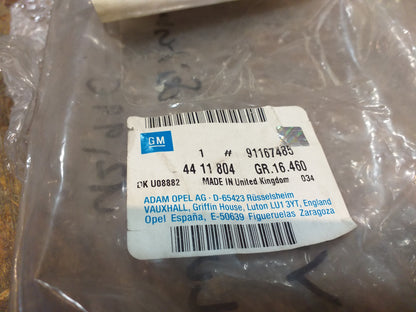 GM
1 # 91167485
44 11 804 GR.16.460
DK U08882 MADE IN United Kingdom 034
ADAM OPEL AG · D-65423 Rüsselsheim
VAUXHALL, Griffin House, Luton LU1 3YT, England
Opel España, E-50639 Figueruelas Zaragoza